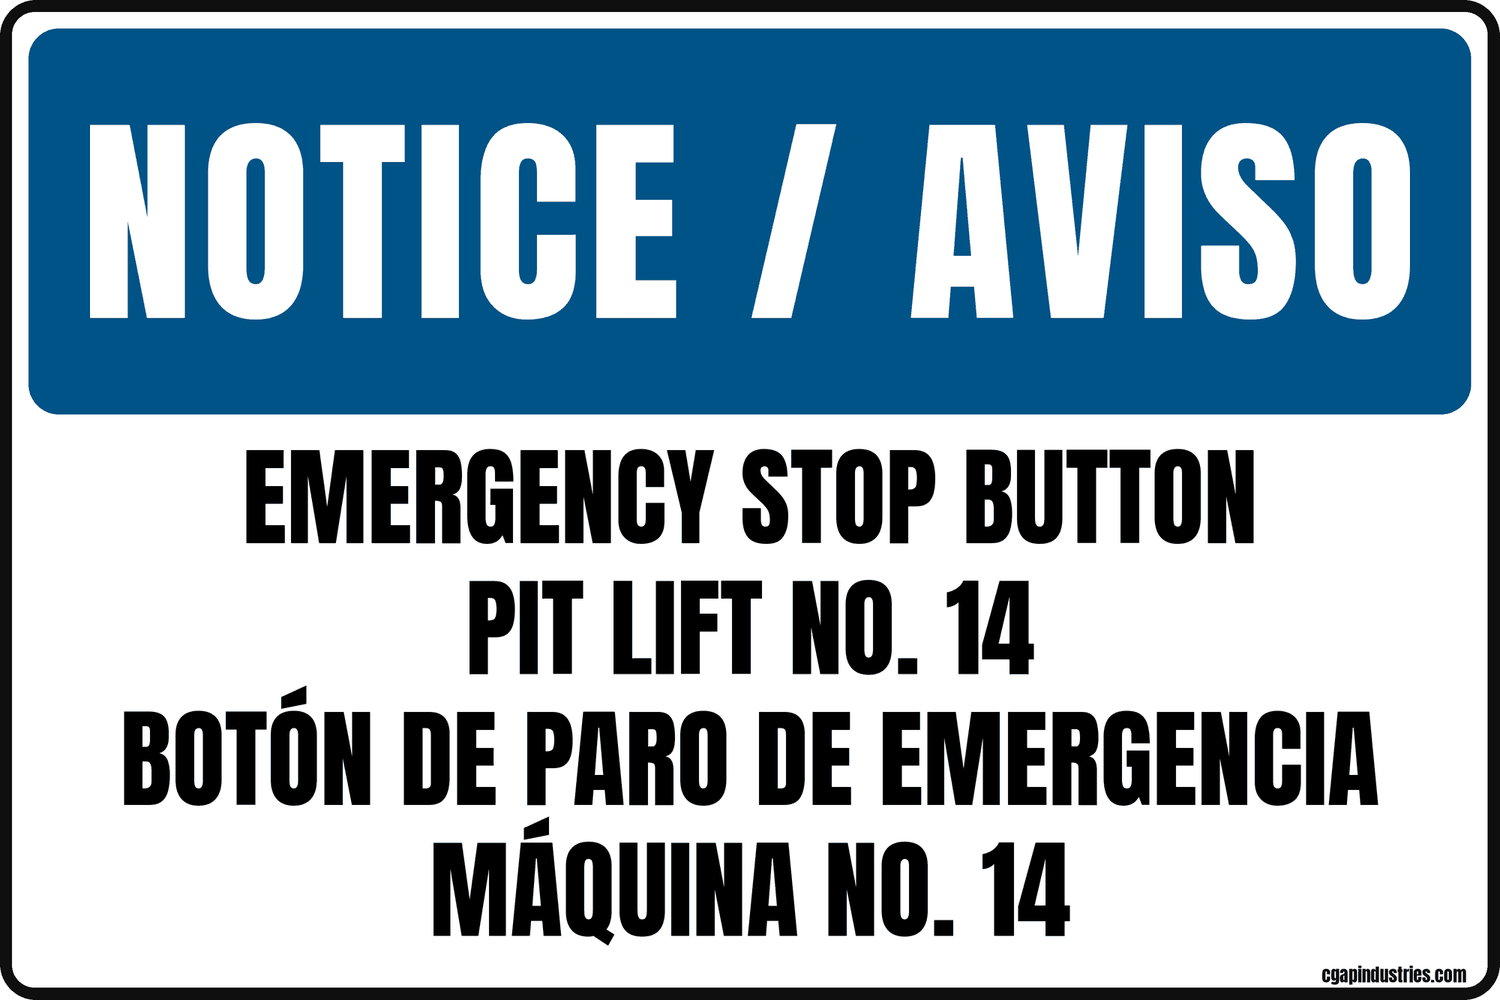 NOTICE / AVISO
EMERGENCY STOP BUTTON
PIT LIFT NO. 14
BOTÓN DE PARO DE EMERGENCIA
MÁQUINA NO. 14
cgapindustries.com